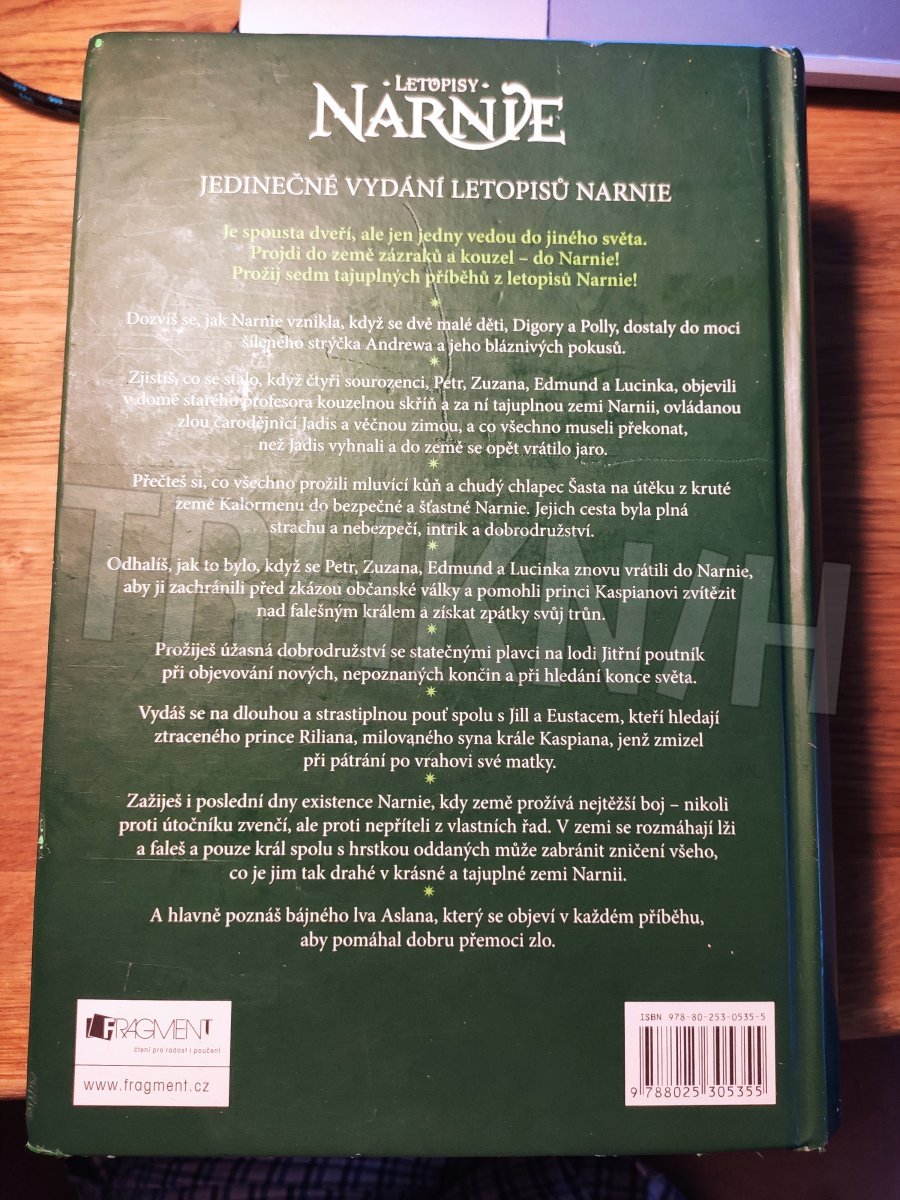 LETOPISY
NARNIE
JEDINEČNÉ VYDÁNÍ LETOPISŮ NARNIE
Je spousta dveří, ale jen jedny vedou do jiného světa.
Projdi do země zázraků a kouzel – do Narnie!
Prožij sedm tajuplných příběhů z letopisů Narnie!
Dozvíš se, jak Narnie vznikla, když se dvě malé děti, Digory a Polly, dostaly do moci
šíleného strýčka Andrewa a jeho bláznivých pokusů.
Zjistíš, co se stalo, když čtyři sourozenci, Petr, Zuzana, Edmund a Lucinka, objevili
v domě starého profesora kouzelnou skříň a za ní tajuplnou zemi Narnii, ovládanou
zlou čarodějnicí Jadis a věčnou zimou, a co všechno museli překonat,
než Jadis vyhnali a do země se opět vrátilo jaro.
Přečteš si, co všechno prožili mluvící kůň a chudý chlapec Šasta na útěku z kruté
země Kalormenu do bezpečné a šťastné Narnie. Jejich cesta byla plná
strachu a nebezpečí, intrik a dobrodružství.
Odhalíš, jak to bylo, když se Petr, Zuzana, Edmund a Lucinka znovu vrátili do Narnie,
aby ji zachránili před zkázou občanské války a pomohli princi Kaspianovi zvítězit
nad falešným králem a získat zpátky svůj trůn.
Prožiješ úžasná dobrodružství se statečnými plavci na lodi Jitřní poutník
při objevování nových, nepoznaných končin a při hledání konce světa.
Vydáš se na dlouhou a strastiplnou pouť spolu s Jill a Eustacem, kteří hledají
ztraceného prince Riliana, milovaného syna krále Kaspiana, jenž zmizel
při pátrání po vrahovi své matky.
Zažiješ i poslední dny existence Narnie, kdy země prožívá nejtěžší boj – nikoli
proti útočníku zvenčí, ale proti nepříteli z vlastních řad. V zemi se rozmáhají lži
a faleš a pouze král spolu s hrstkou oddaných může zabránit zničení všeho,
co je jim tak drahé v krásné a tajuplné zemi Narnii.
A hlavně poznáš bájného lva Aslana, který se objeví v každém příběhu,
aby pomáhal dobru přemoci zlo.
FRAGMENT
čtení pro radost i poučení
www.fragment.cz
ISBN 978-80-253-0535-5
9 788025 305355